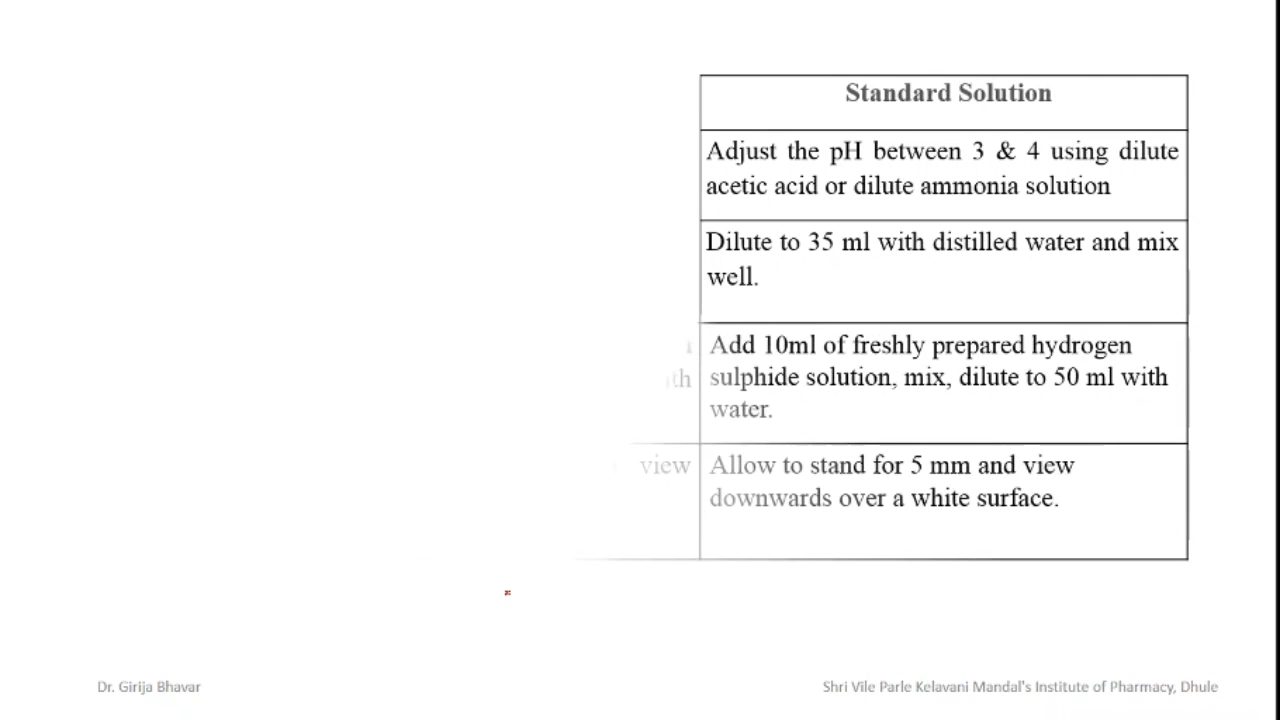 Standard Solution
Adjust the pH between 3 & 4 using dilute
acetic acid or dilute ammonia solution
Dilute to 35 ml with distilled water and mix
well.
Add 10ml of freshly prepared hydrogen
sulphide solution, mix, dilute to 50 ml with
water.
view
Allow to stand for 5 mm and view
downwards over a white surface.
Dr. Girija Bhavar
Shri Vile Parle Kelavani Mandal's Institute of Pharmacy, Dhule